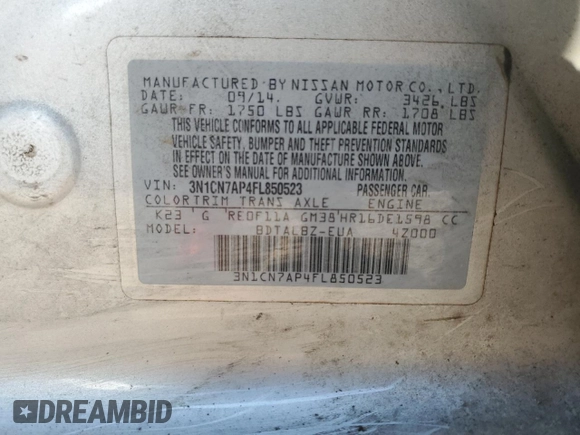 MANUFACTURED BY NISSAN MOTOR CO., LTD.
DATE: 09/14. GVWR: 3426 LBS
GAWR FR: 1750 LBS GAWR RR: 1708 LBS
THIS VEHICLE CONFORMS TO ALL APPLICABLE FEDERAL MOTOR
VEHICLE SAFETY, BUMPER AND THEFT PREVENTION STANDARDS
IN EFFECT ON THE DATE OF MANUFACTURE SHOWN ABOVE.
SEE OWNER'S MANUAL FOR ADDITIONAL INFORMATION.
VIN: 3N1CN7AP4FL850523 PASSENGER CAR.
COLOR TRIM TRANS AXLE ENGINE
K23 G RE0F11A GM38 HR16DE 1598 CC
MODEL: BDTALBZ-EUA 4Z000
3N1CN7AP4FL850523
DREAMBID